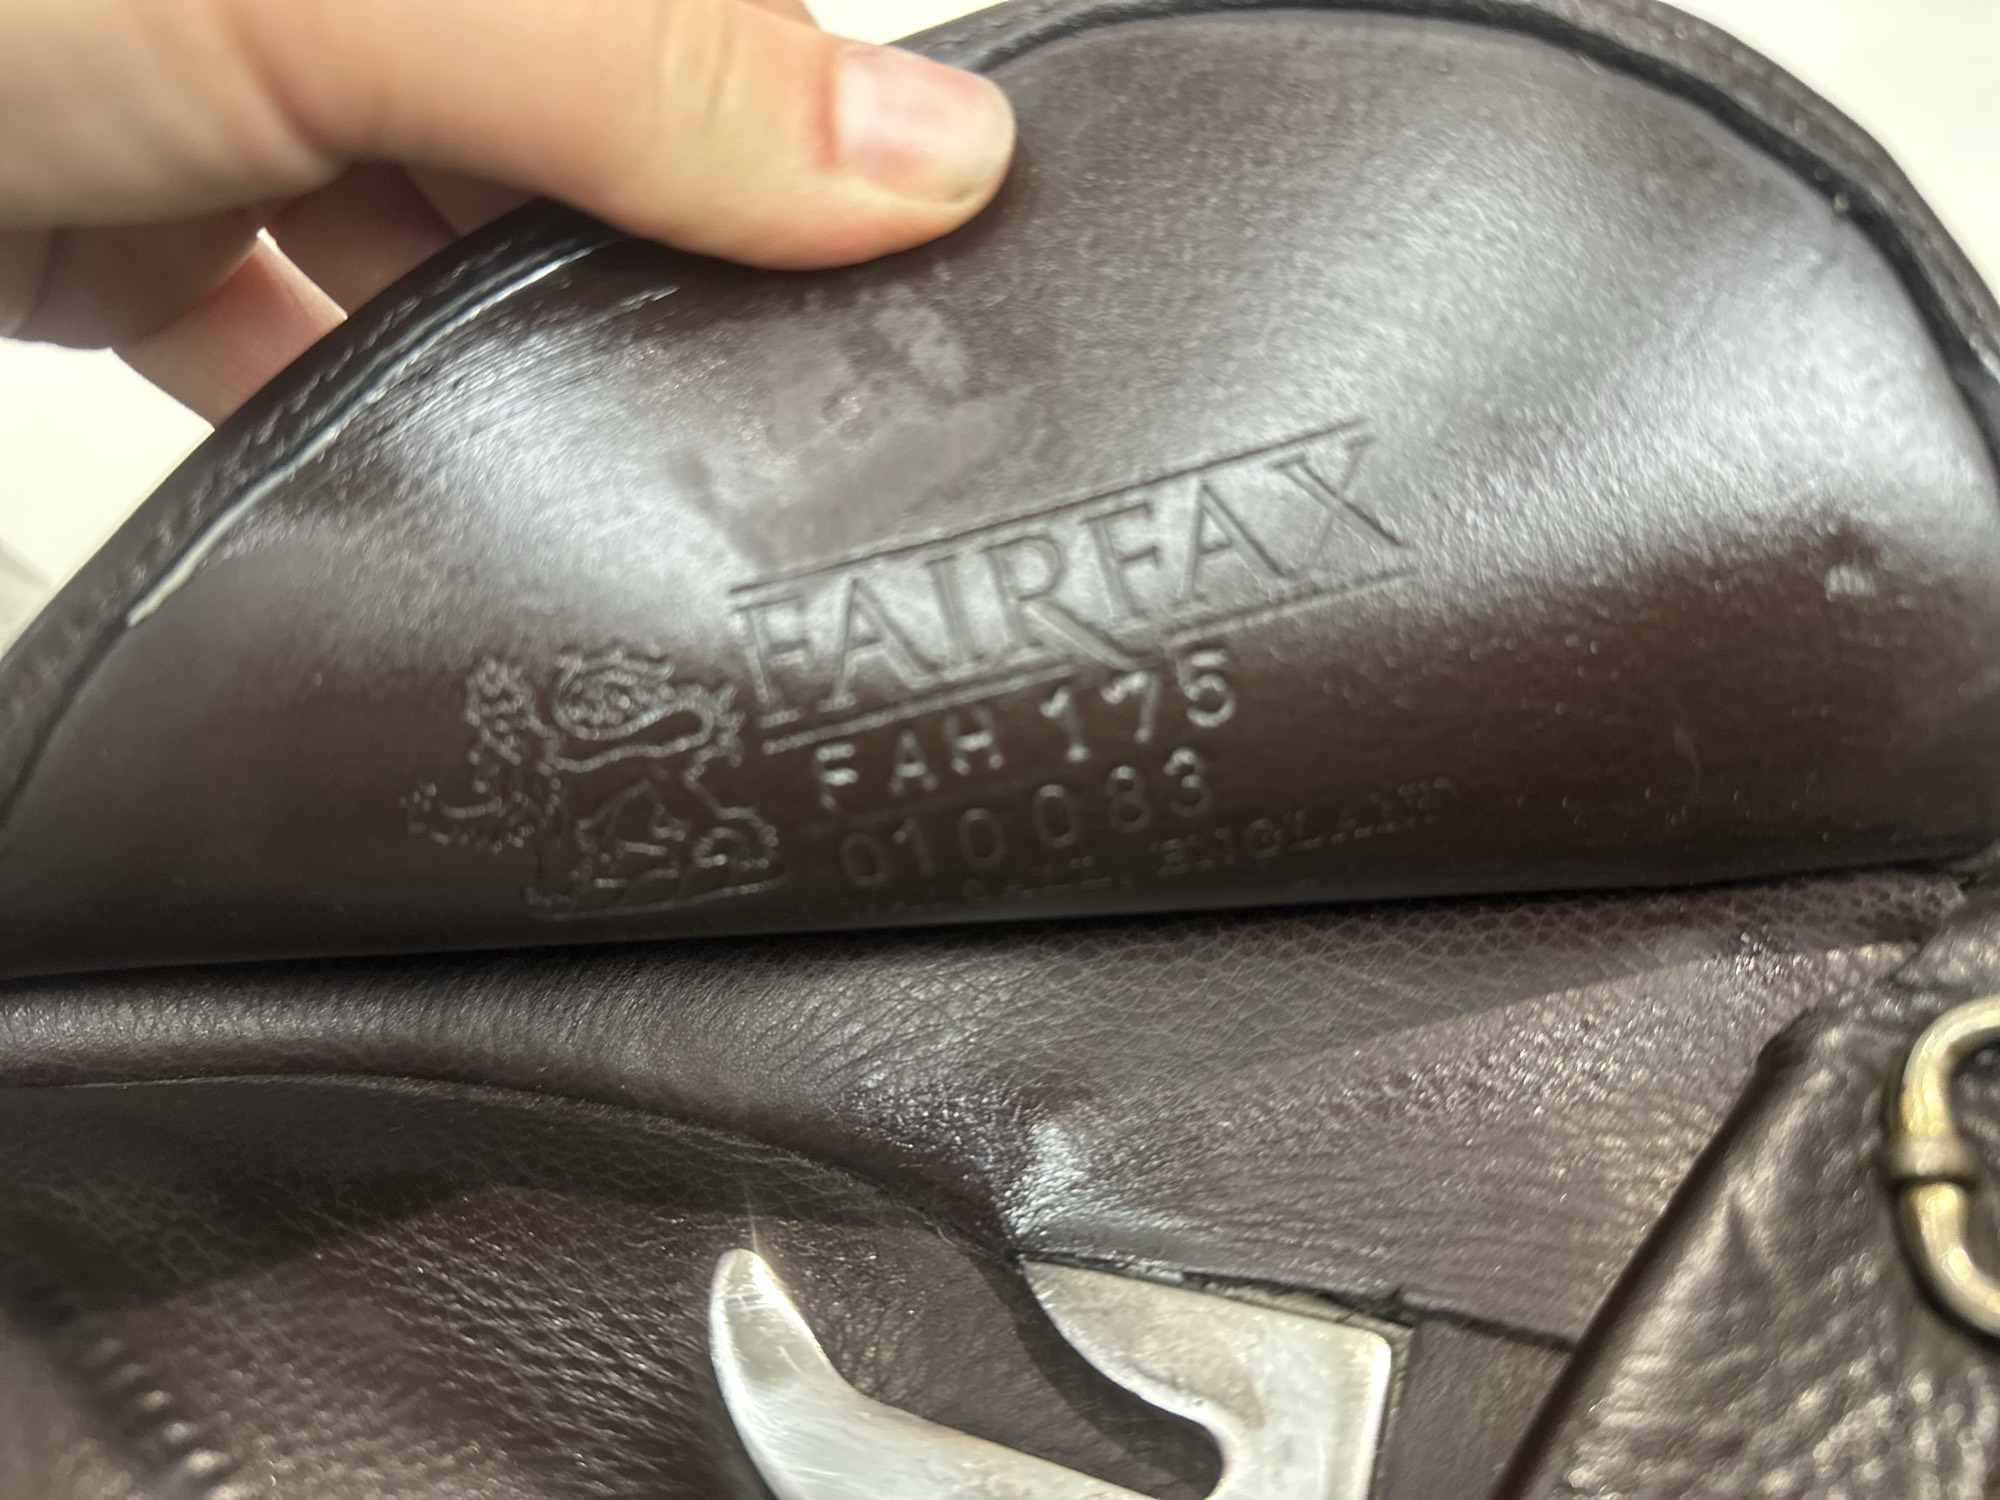 FAIRFAX
FAH 175
010083
ENGLAND